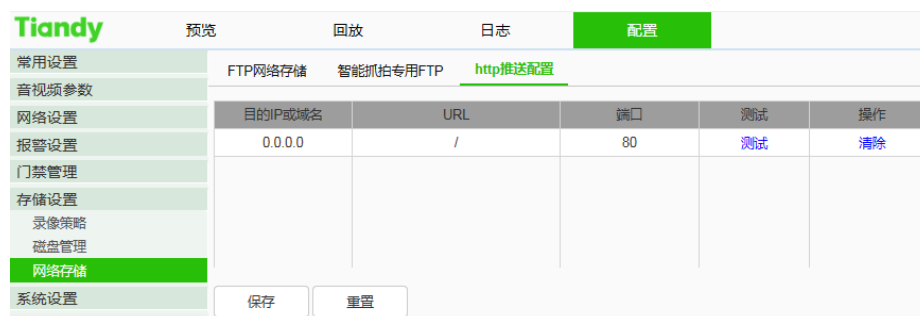 Tiandy 预览 回放 日志 配置
常用设置
音视频参数
网络设置
报警设置
门禁管理
存储设置
录像策略
磁盘管理
网络存储
系统设置
FTP网络存储 智能抓拍专用FTP http推送配置
目的IP或域名 URL 端口 测试 操作
0.0.0.0 / 80 测试 清除
保存 重置